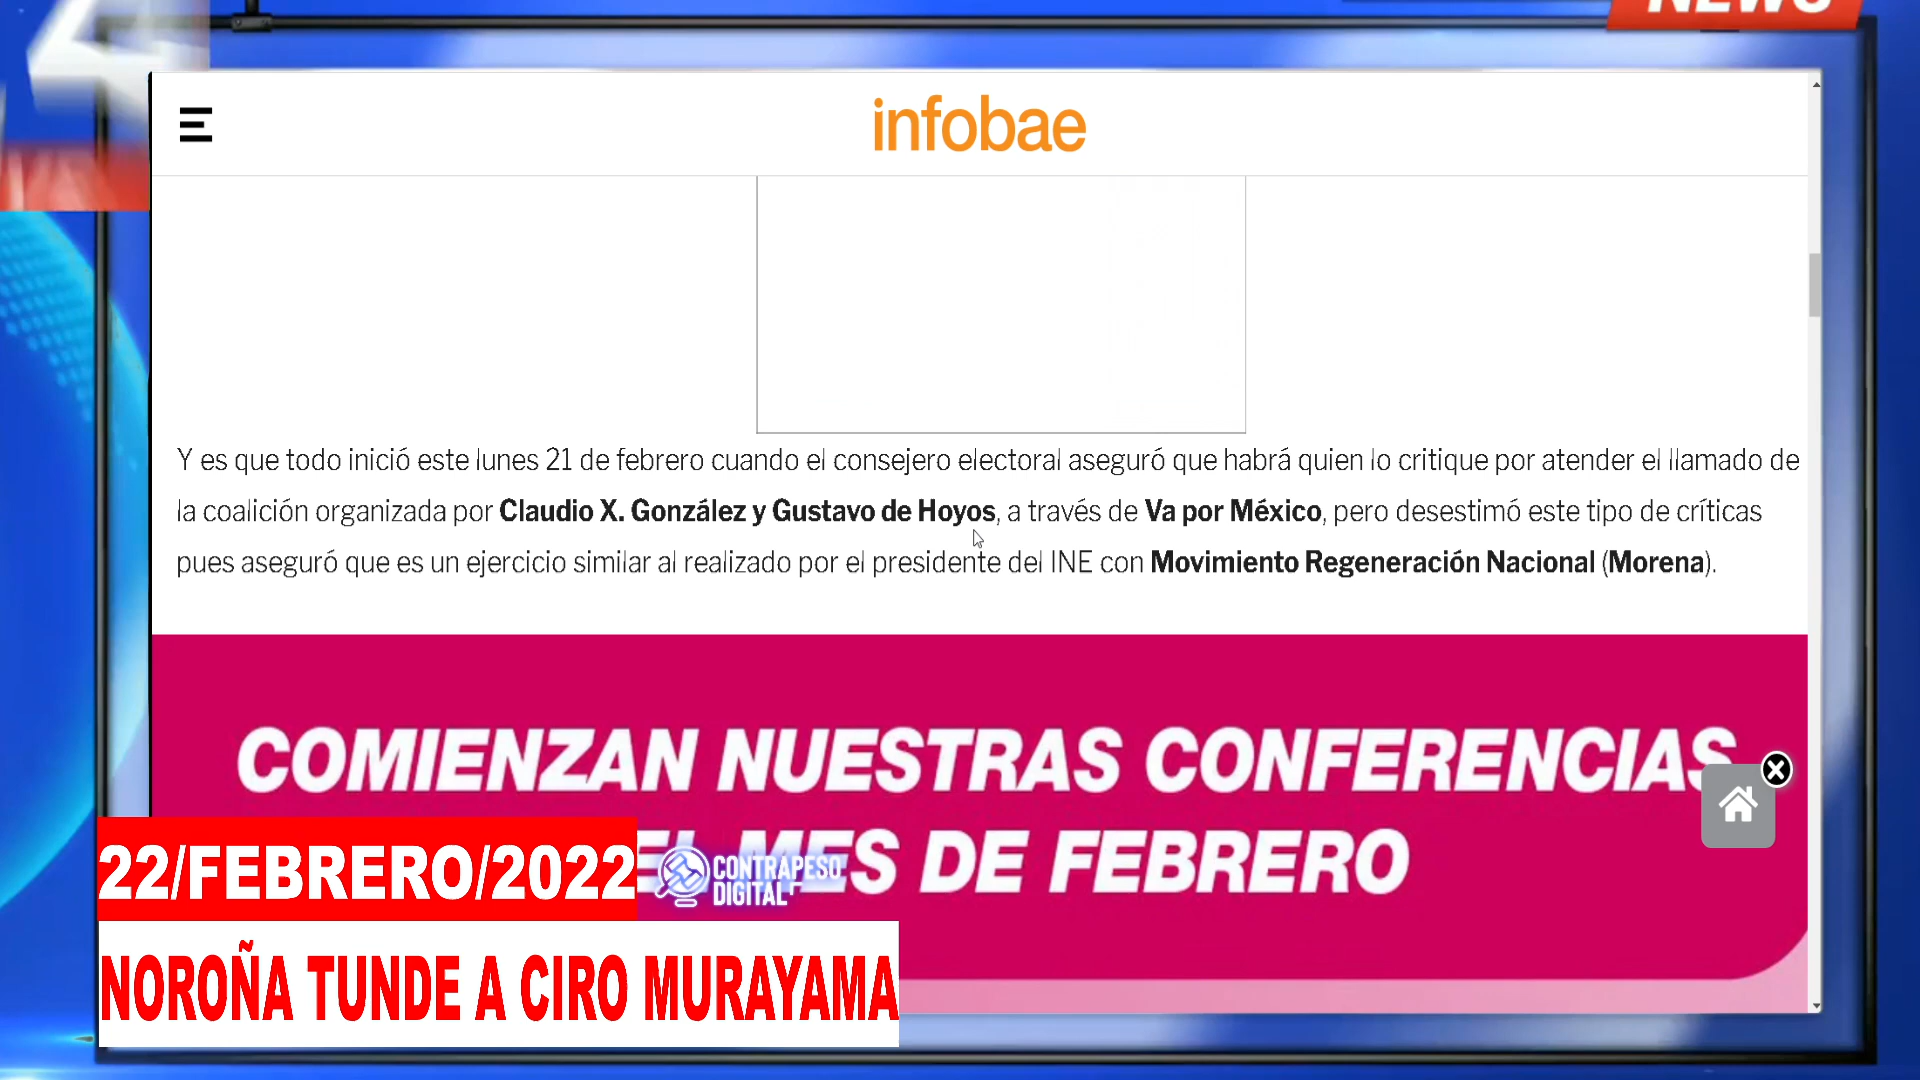 NEWS
infobae
Y es que todo inició este lunes 21 de febrero cuando el consejero electoral aseguró que habrá quien lo critique por atender el llamado de
la coalición organizada por Claudio X. González y Gustavo de Hoyos, a través de Va por México, pero desestimó este tipo de críticas
pues aseguró que es un ejercicio similar al realizado por el presidente del INE con Movimiento Regeneración Nacional (Morena).
COMIENZAN NUESTRAS CONFERENCIAS
EL MES DE FEBRERO
22/FEBRERO/2022
CONTRAPESO
DIGITAL
NOROÑA TUNDE A CIRO MURAYAMA